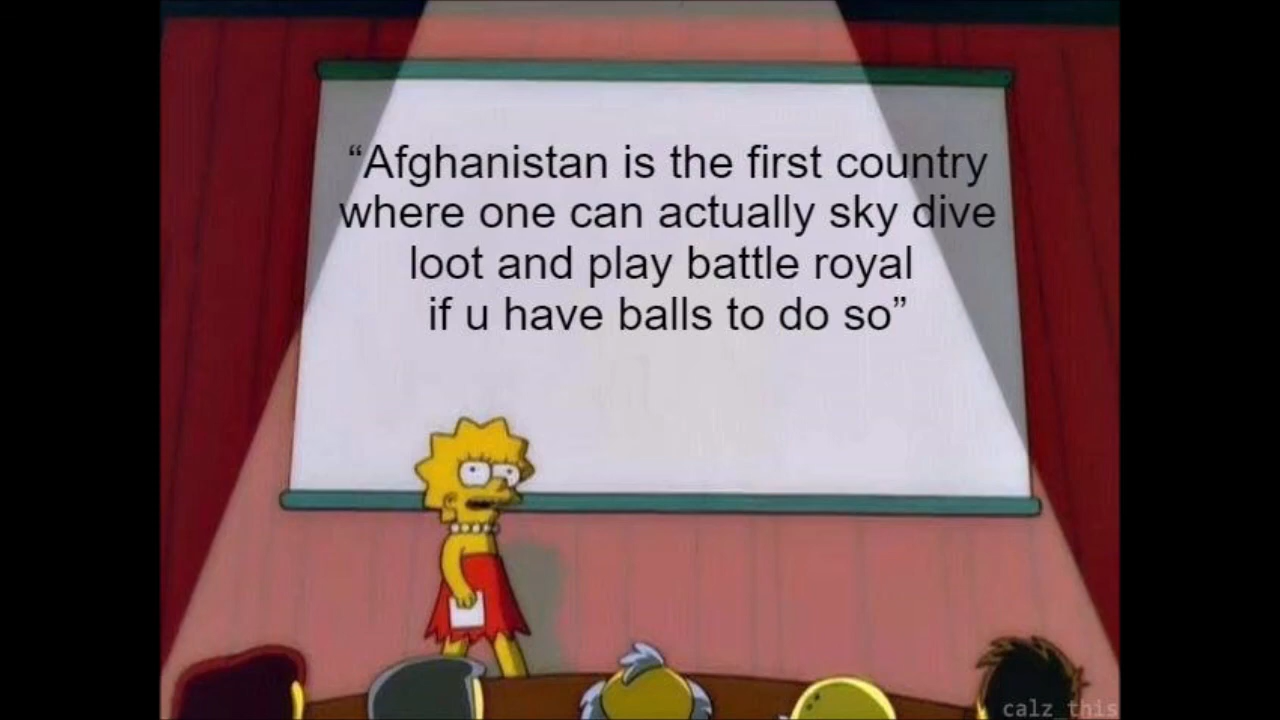 “Afghanistan is the first country
where one can actually sky dive
loot and play battle royal
if u have balls to do so”
calz_this